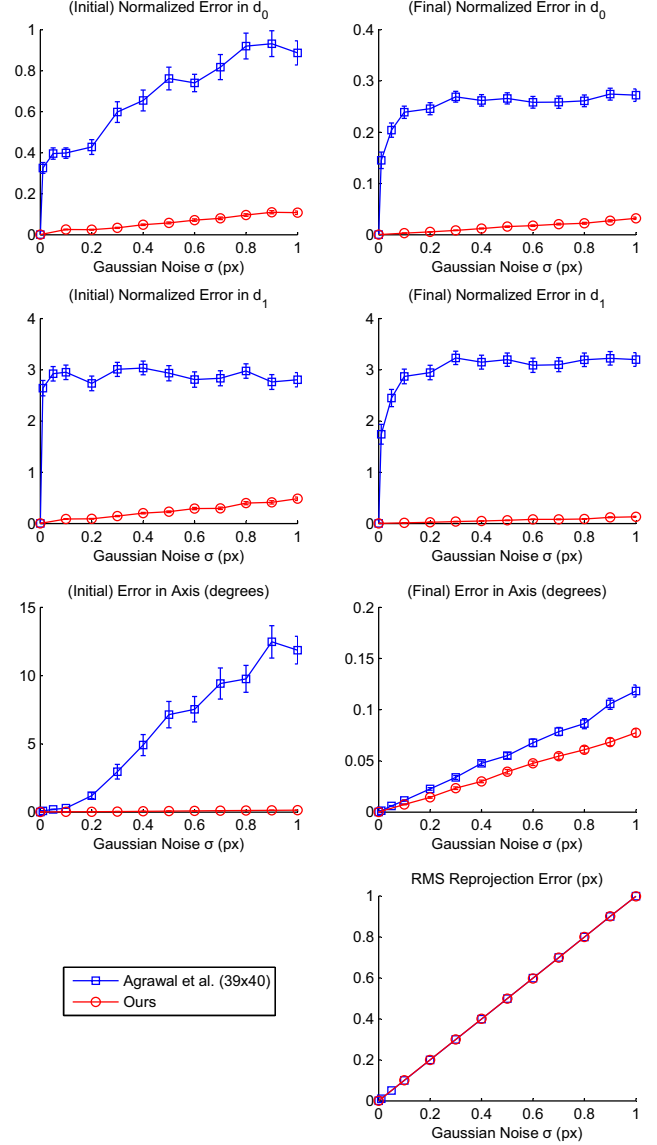 (Initial) Normalized Error in d0
1
0.8
0.6
0.4
0.2
0
0 0.2 0.4 0.6 0.8 1
Gaussian Noise σ (px)
(Final) Normalized Error in d0
0.4
0.3
0.2
0.1
0
0 0.2 0.4 0.6 0.8 1
Gaussian Noise σ (px)
(Initial) Normalized Error in d1
4
3
2
1
0
0 0.2 0.4 0.6 0.8 1
Gaussian Noise σ (px)
(Final) Normalized Error in d1
4
3
2
1
0
0 0.2 0.4 0.6 0.8 1
Gaussian Noise σ (px)
(Initial) Error in Axis (degrees)
15
10
5
0
0 0.2 0.4 0.6 0.8 1
Gaussian Noise σ (px)
(Final) Error in Axis (degrees)
0.2
0.15
0.1
0.05
0
0 0.2 0.4 0.6 0.8 1
Gaussian Noise σ (px)
Agrawal et al. (39x40)
Ours
RMS Reprojection Error (px)
1
0.8
0.6
0.4
0.2
0
0 0.2 0.4 0.6 0.8 1
Gaussian Noise σ (px)